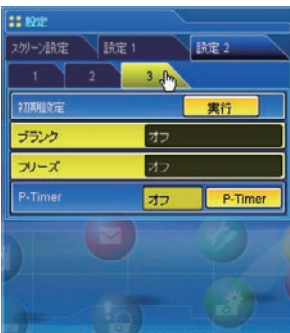 設定
スクリーン設定 設定 1 設定 2
1 2 3
初期設定 実行
ブランク オフ
フリーズ オフ
P-Timer オフ P-Timer